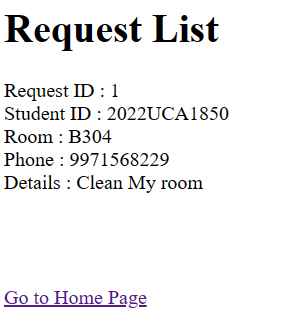 Request List
Request ID : 1
Student ID : 2022UCA1850
Room : B304
Phone : 9971568229
Details : Clean My room
Go to Home Page